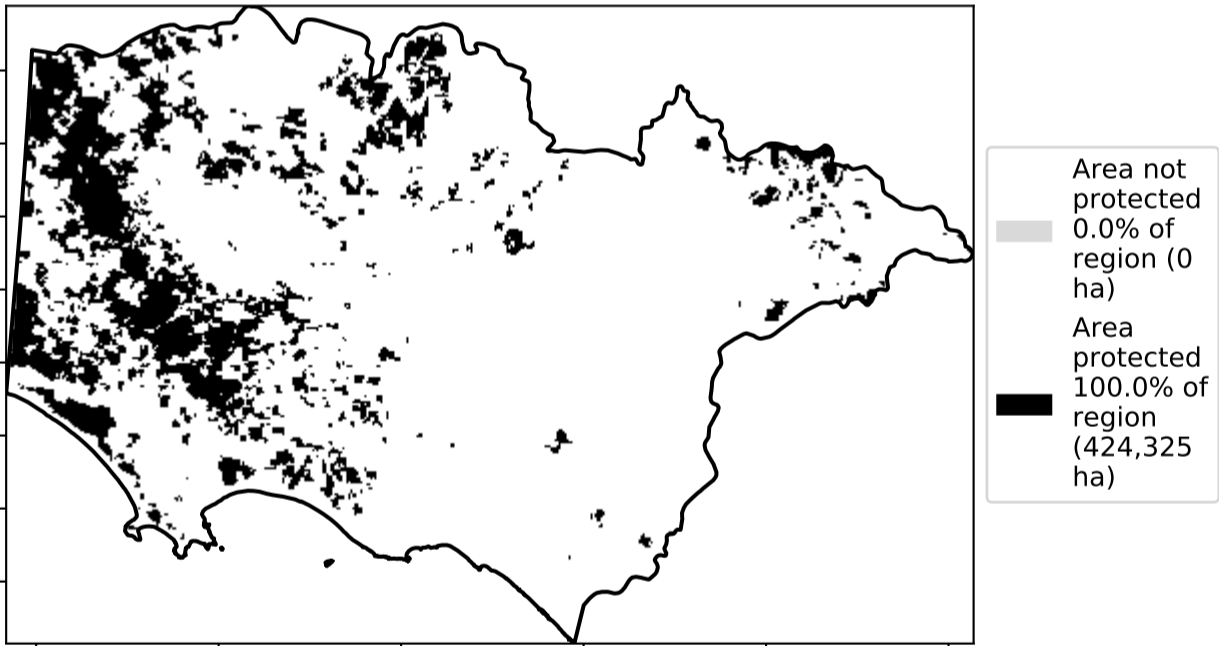 Area not
protected
0.0% of
region (0
ha)
Area
protected
100.0% of
region
(424,325
ha)